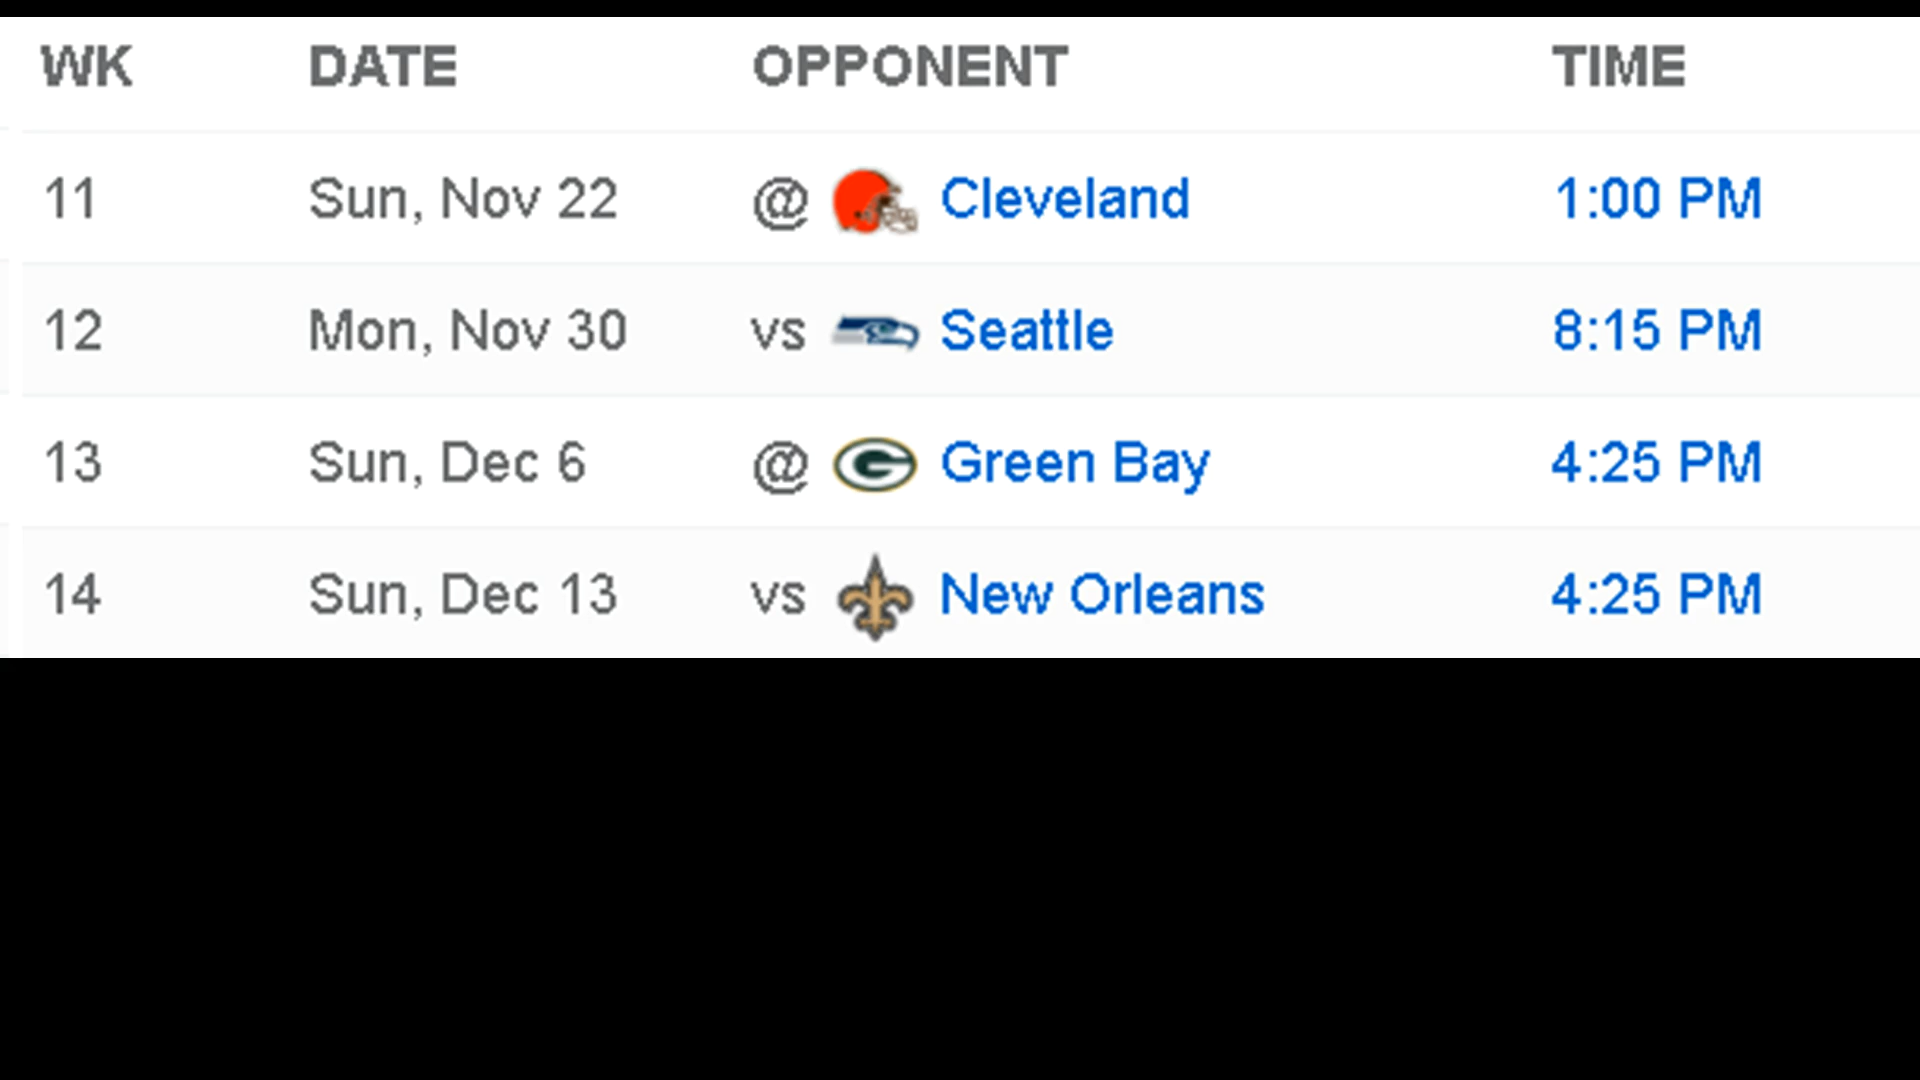 WK DATE OPPONENT TIME
11 Sun, Nov 22 @ Cleveland 1:00 PM
12 Mon, Nov 30 vs Seattle 8:15 PM
13 Sun, Dec 6 @ Green Bay 4:25 PM
14 Sun, Dec 13 vs New Orleans 4:25 PM